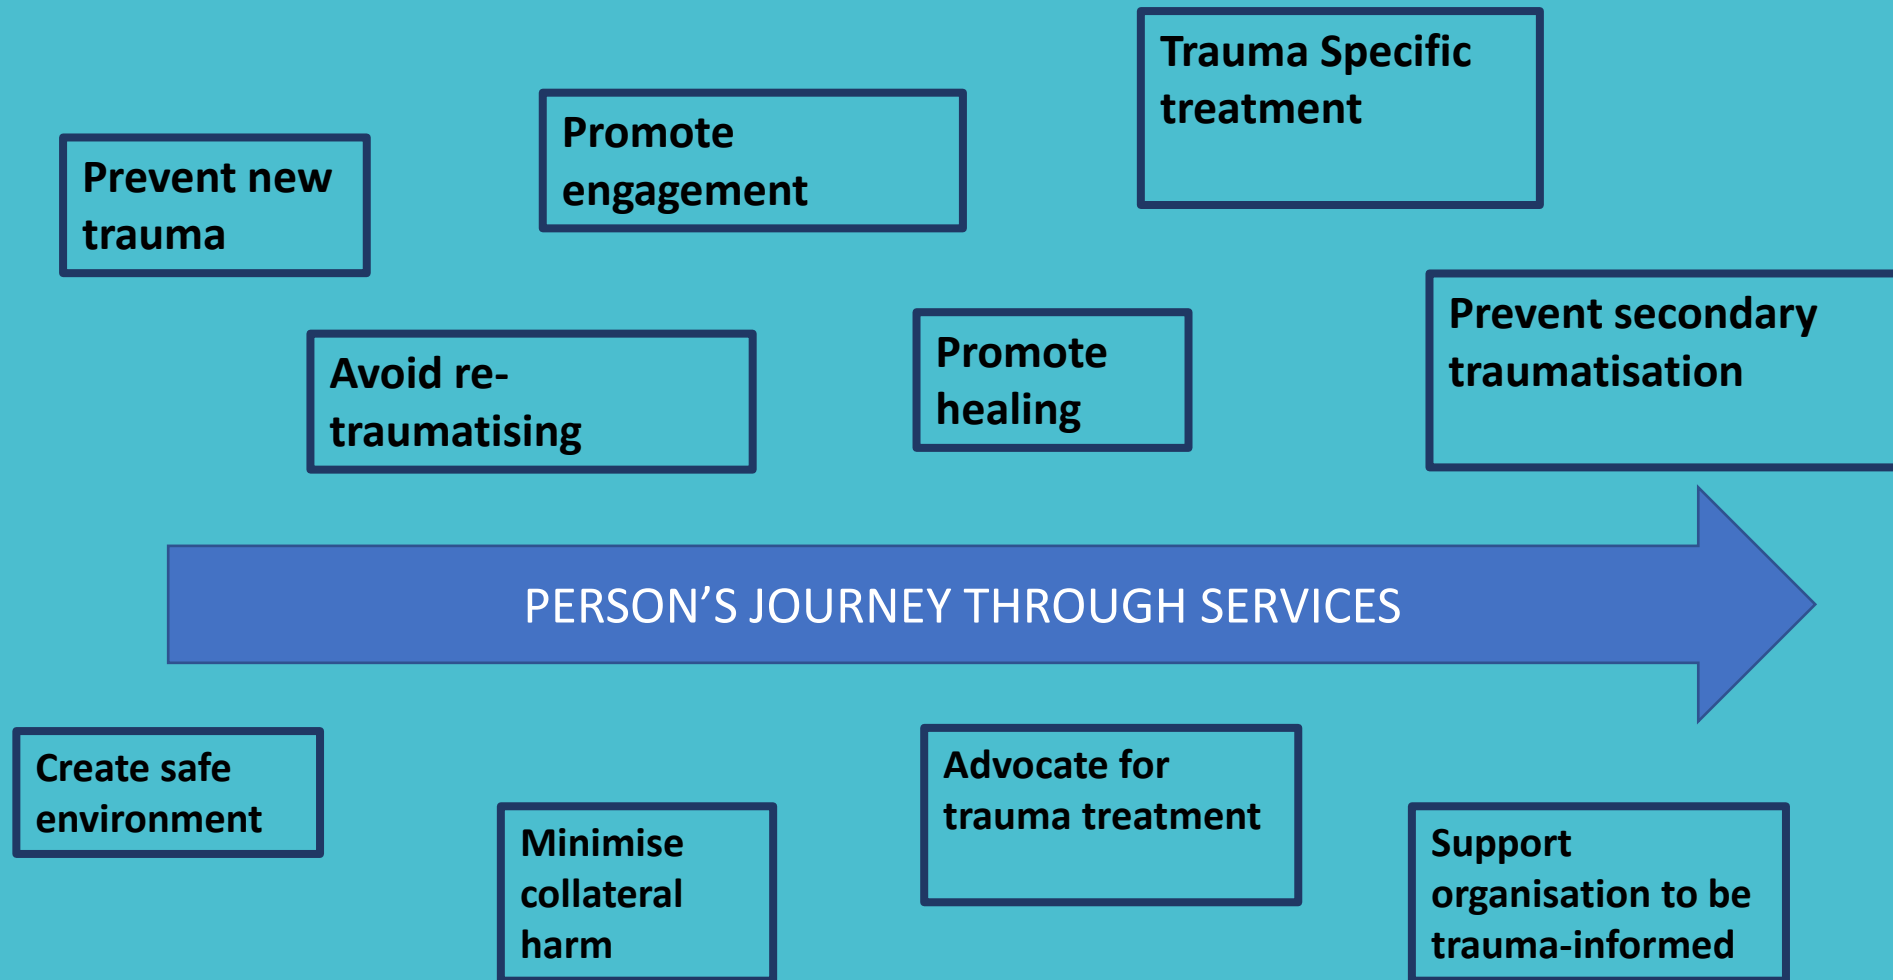 Prevent new
trauma
Promote
engagement
Trauma Specific
treatment
Avoid re-
traumatising
Promote
healing
Prevent secondary
traumatisation
PERSON’S JOURNEY THROUGH SERVICES
Create safe
environment
Minimise
collateral
harm
Advocate for
trauma treatment
Support
organisation to be
trauma-informed